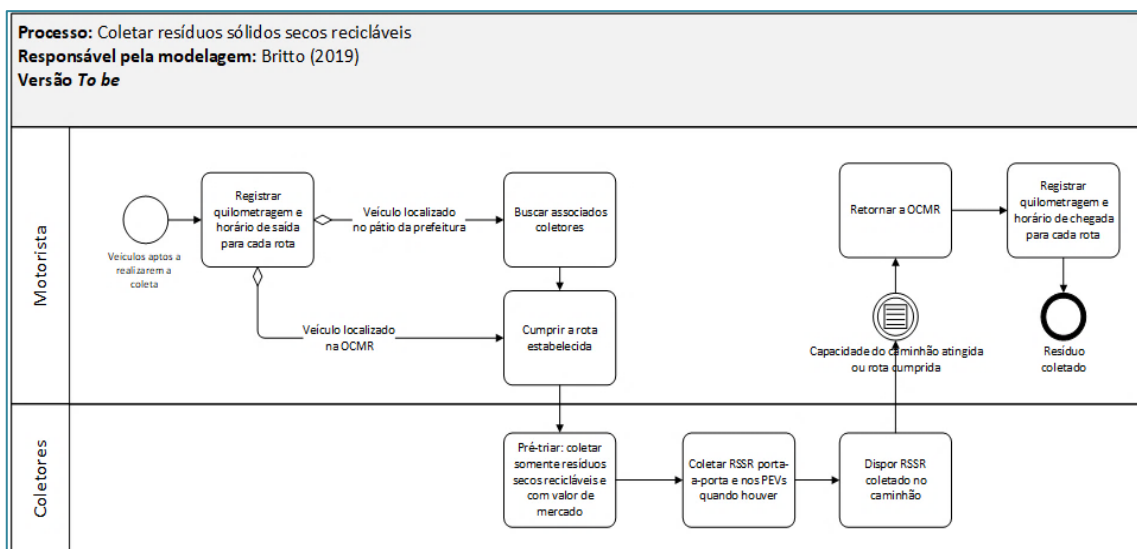 Processo: Coletar resíduos sólidos secos recicláveis
Responsável pela modelagem: Britto (2019)
Versão To be
Motorista
Veículos aptos a
realizarem a
coleta
Registrar
quilometragem e
horário de saída
para cada rota
Veículo localizado
no pátio da prefeitura
Buscar associados
coletores
Veículo localizado
na OCMR
Cumprir a rota
estabelecida
Retornar a OCMR
Registrar
quilometragem e
horário de chegada
para cada rota
Capacidade do caminhão atingida
ou rota cumprida
Resíduo
coletado
Coletores
Pré-triar: coletar
somente resíduos
secos recicláveis e
com valor de
mercado
Coletar RSSR porta-
a-porta e nos PEVs
quando houver
Dispor RSSR
coletado no
caminhão